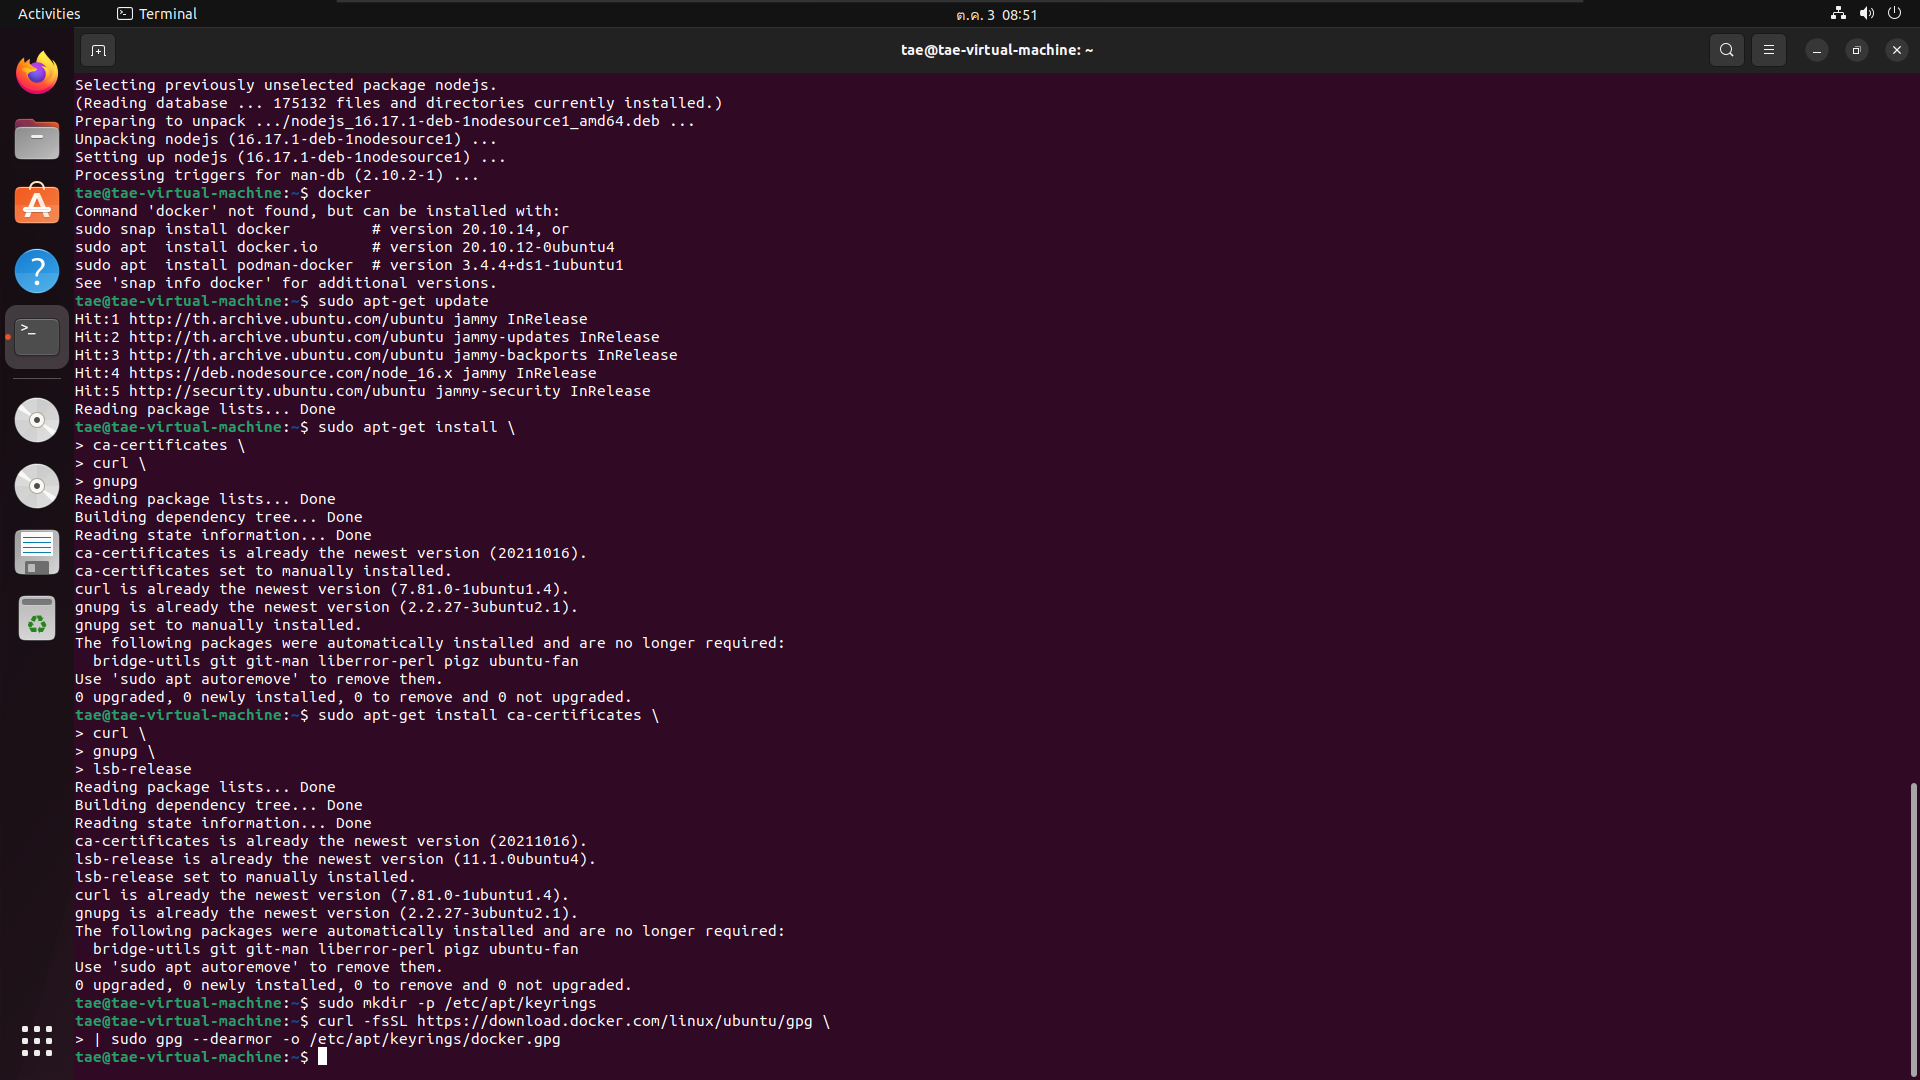 Activities
Terminal
ต.ค. 3 08:51
tae@tae-virtual-machine: ~
Selecting previously unselected package nodejs.
(Reading database ... 175132 files and directories currently installed.)
Preparing to unpack .../nodejs_16.17.1-deb-1nodesource1_amd64.deb ...
Unpacking nodejs (16.17.1-deb-1nodesource1) ...
Setting up nodejs (16.17.1-deb-1nodesource1) ...
Processing triggers for man-db (2.10.2-1) ...
tae@tae-virtual-machine:~$ docker
Command 'docker' not found, but can be installed with:
sudo snap install docker         # version 20.10.14, or
sudo apt  install docker.io      # version 20.10.12-0ubuntu4
sudo apt  install podman-docker  # version 3.4.4+ds1-1ubuntu1
See 'snap info docker' for additional versions.
tae@tae-virtual-machine:~$ sudo apt-get update
Hit:1 http://th.archive.ubuntu.com/ubuntu jammy InRelease
Hit:2 http://th.archive.ubuntu.com/ubuntu jammy-updates InRelease
Hit:3 http://th.archive.ubuntu.com/ubuntu jammy-backports InRelease
Hit:4 https://deb.nodesource.com/node_16.x jammy InRelease
Hit:5 http://security.ubuntu.com/ubuntu jammy-security InRelease
Reading package lists... Done
tae@tae-virtual-machine:~$ sudo apt-get install \
> ca-certificates \
> curl \
> gnupg
Reading package lists... Done
Building dependency tree... Done
Reading state information... Done
ca-certificates is already the newest version (20211016).
ca-certificates set to manually installed.
curl is already the newest version (7.81.0-1ubuntu1.4).
gnupg is already the newest version (2.2.27-3ubuntu2.1).
gnupg set to manually installed.
The following packages were automatically installed and are no longer required:
  bridge-utils git git-man liberror-perl pigz ubuntu-fan
Use 'sudo apt autoremove' to remove them.
0 upgraded, 0 newly installed, 0 to remove and 0 not upgraded.
tae@tae-virtual-machine:~$ sudo apt-get install ca-certificates \
> curl \
> gnupg \
> lsb-release
Reading package lists... Done
Building dependency tree... Done
Reading state information... Done
ca-certificates is already the newest version (20211016).
lsb-release is already the newest version (11.1.0ubuntu4).
lsb-release set to manually installed.
curl is already the newest version (7.81.0-1ubuntu1.4).
gnupg is already the newest version (2.2.27-3ubuntu2.1).
The following packages were automatically installed and are no longer required:
  bridge-utils git git-man liberror-perl pigz ubuntu-fan
Use 'sudo apt autoremove' to remove them.
0 upgraded, 0 newly installed, 0 to remove and 0 not upgraded.
tae@tae-virtual-machine:~$ sudo mkdir -p /etc/apt/keyrings
tae@tae-virtual-machine:~$ curl -fsSL https://download.docker.com/linux/ubuntu/gpg \
> | sudo gpg --dearmor -o /etc/apt/keyrings/docker.gpg
tae@tae-virtual-machine:~$